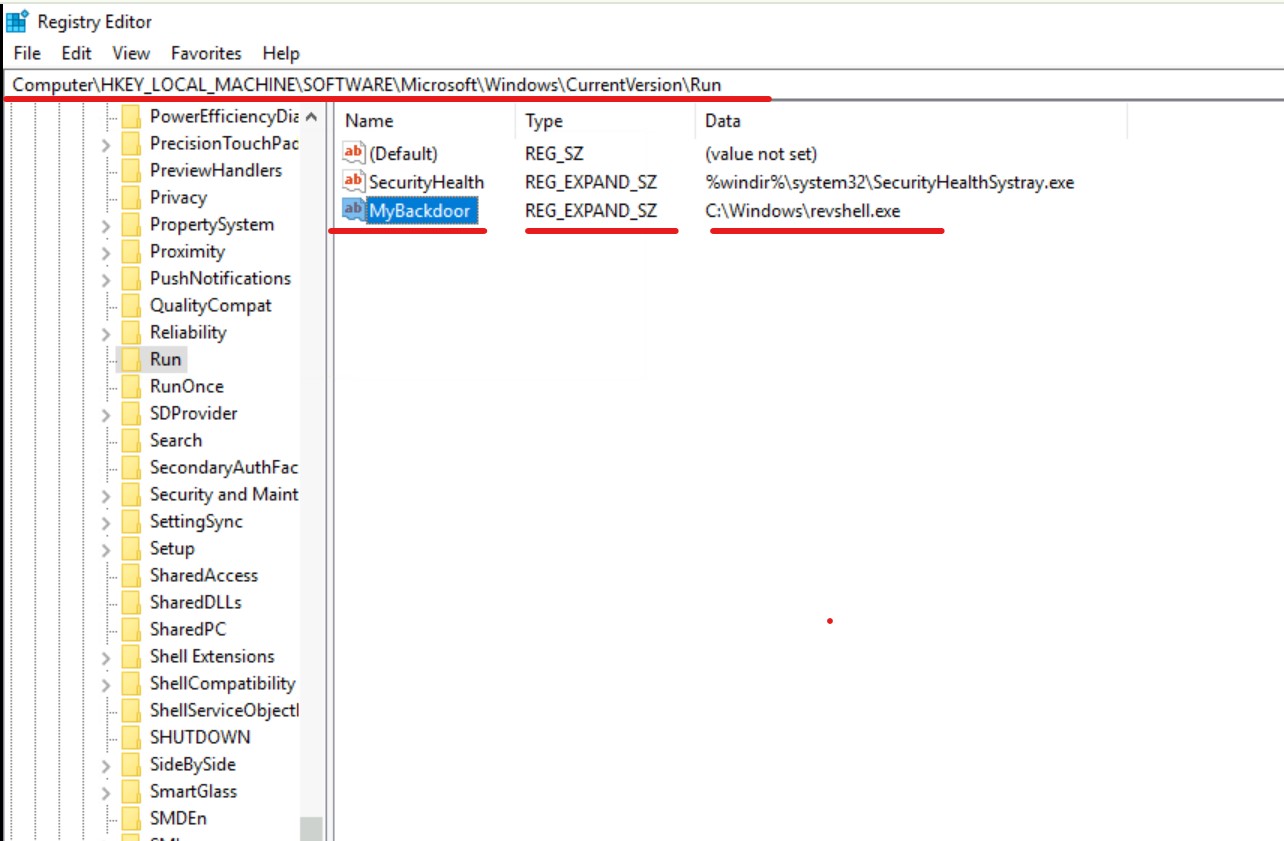 Registry Editor
File Edit View Favorites Help
Computer\HKEY_LOCAL_MACHINE\SOFTWARE\Microsoft\Windows\CurrentVersion\Run
Name Type Data
(Default) REG_SZ (value not set)
SecurityHealth REG_EXPAND_SZ %windir%\system32\SecurityHealthSystray.exe
MyBackdoor REG_EXPAND_SZ C:\Windows\revshell.exe
PowerEfficiencyDia
PrecisionTouchPad
PreviewHandlers
Privacy
PropertySystem
Proximity
PushNotifications
QualityCompat
Reliability
Run
RunOnce
SDProvider
Search
SecondaryAuthFac
Security and Maint
SettingSync
Setup
SharedAccess
SharedDLLs
SharedPC
Shell Extensions
ShellCompatibility
ShellServiceObject
SHUTDOWN
SideBySide
SmartGlass
SMDEn